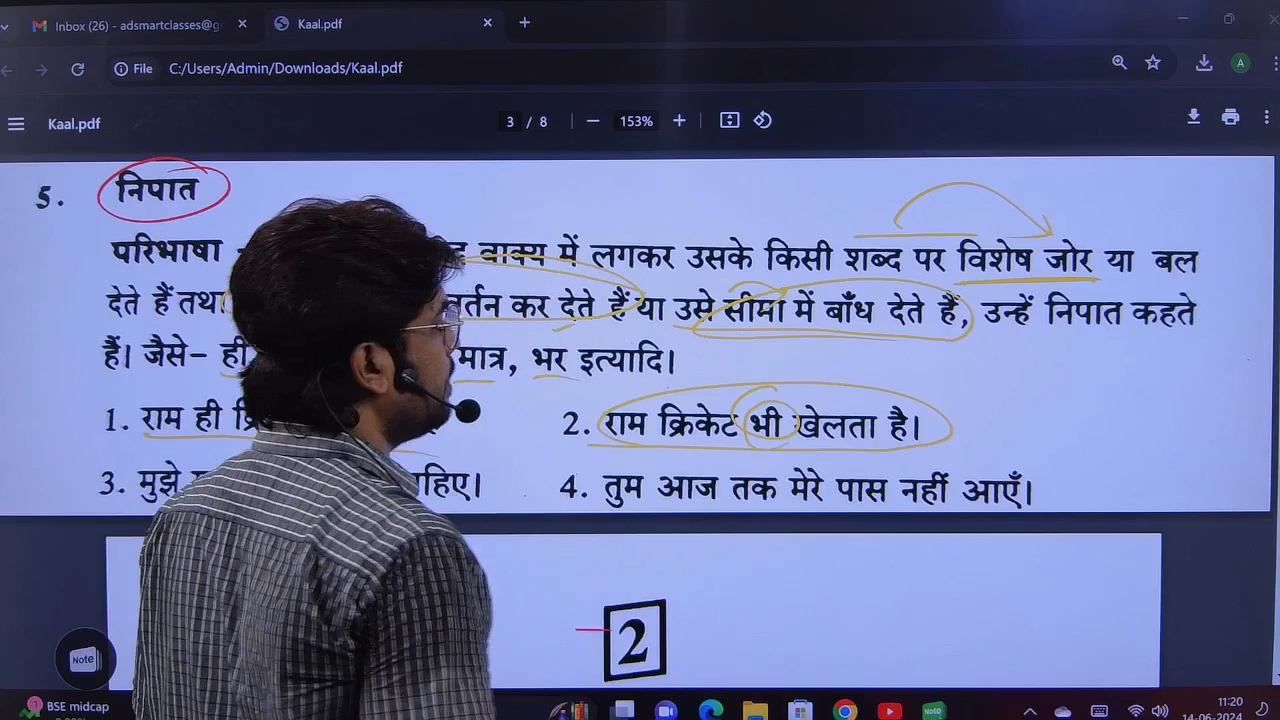 Inbox (26) - adsmartclasses@g
Kaal.pdf
File C:/Users/Admin/Downloads/Kaal.pdf
A
Kaal.pdf 3 / 8 153%
5. निपात
परिभाषा वाक्य में लगकर उसके किसी शब्द पर विशेष जोर या बल
देते हैं तथा कर देते हैं या उसे सीमा में बाँध देते हैं, उन्हें निपात कहते
हैं। जैसे- ही मात्र, भर इत्यादि।
1. राम ही
2. राम क्रिकेट भी खेलता है।
3. मुझे
4. तुम आज तक मेरे पास नहीं आएँ।
2
Note
1
BSE midcap
Note
11:20
14-06-2024